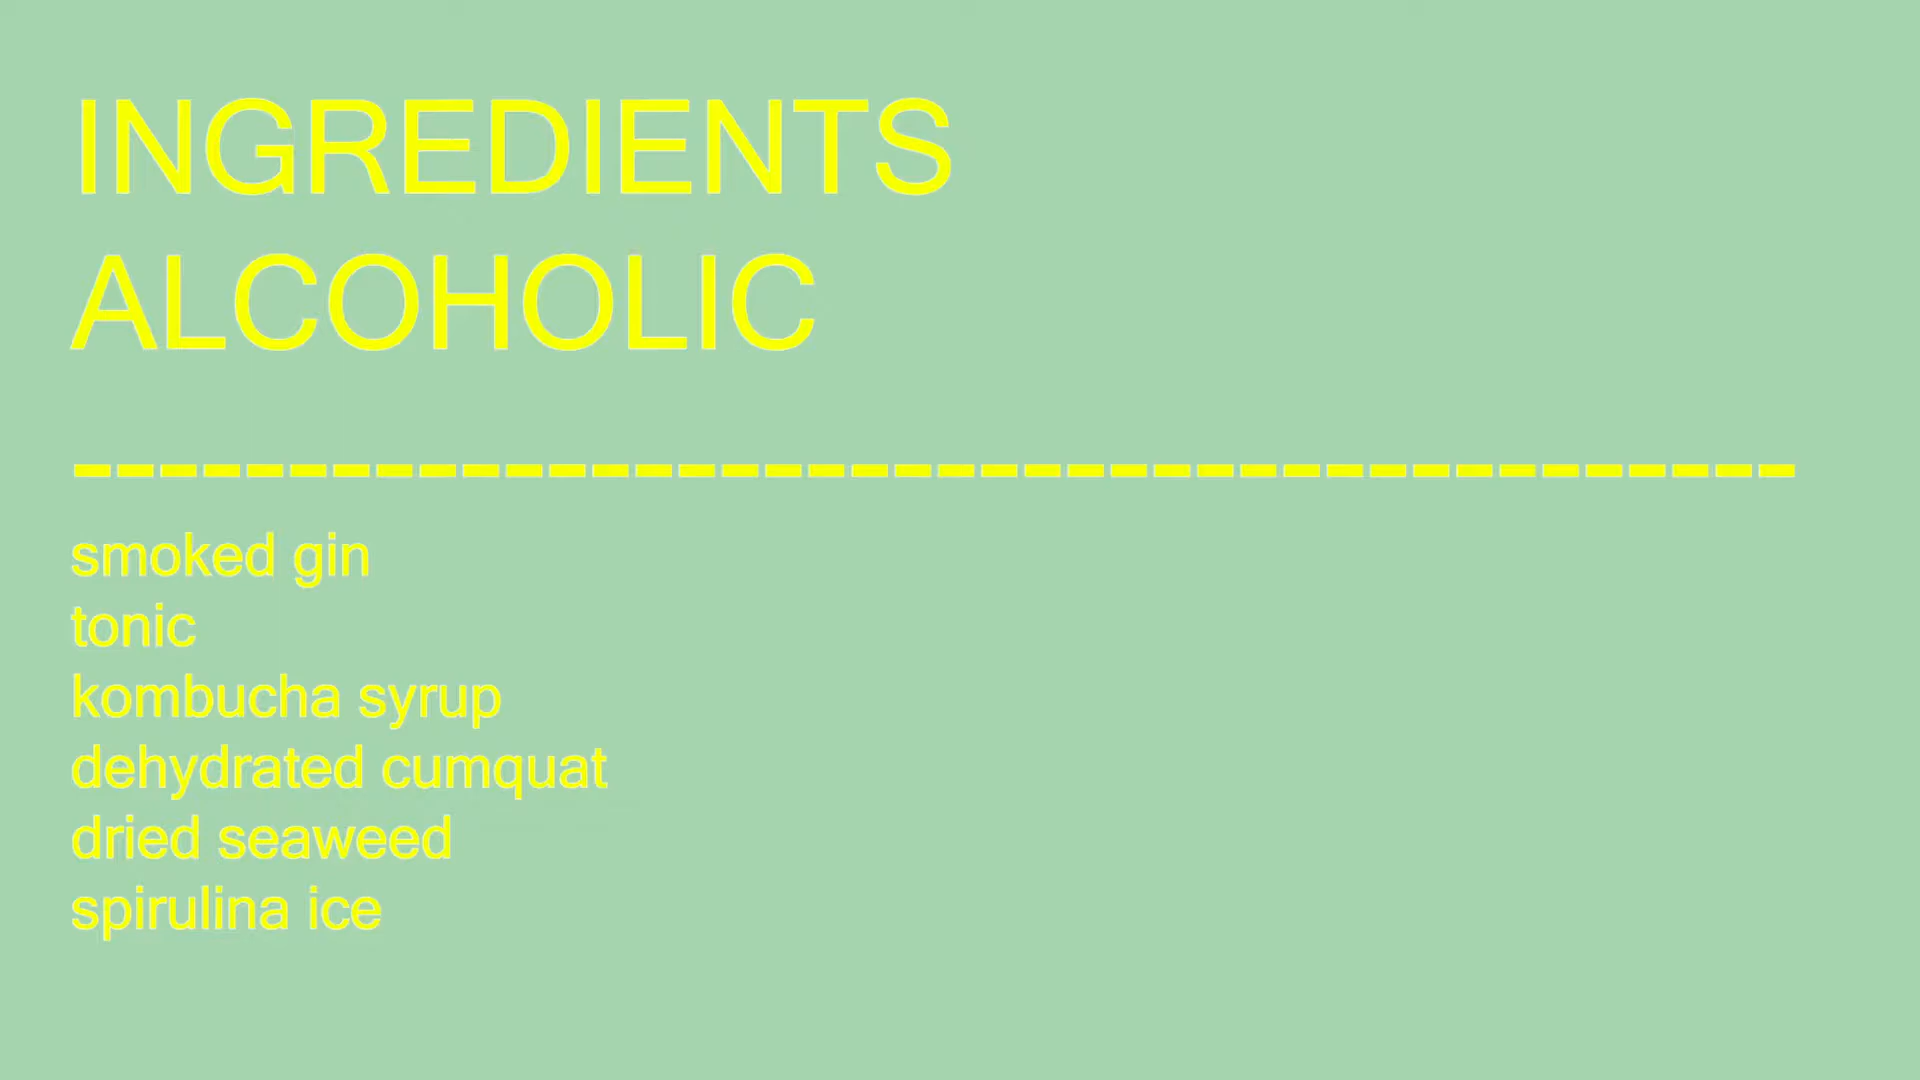 INGREDIENTS
ALCOHOLIC
----------------------------------------
smoked gin
tonic
kombucha syrup
dehydrated cumquat
dried seaweed
spirulina ice